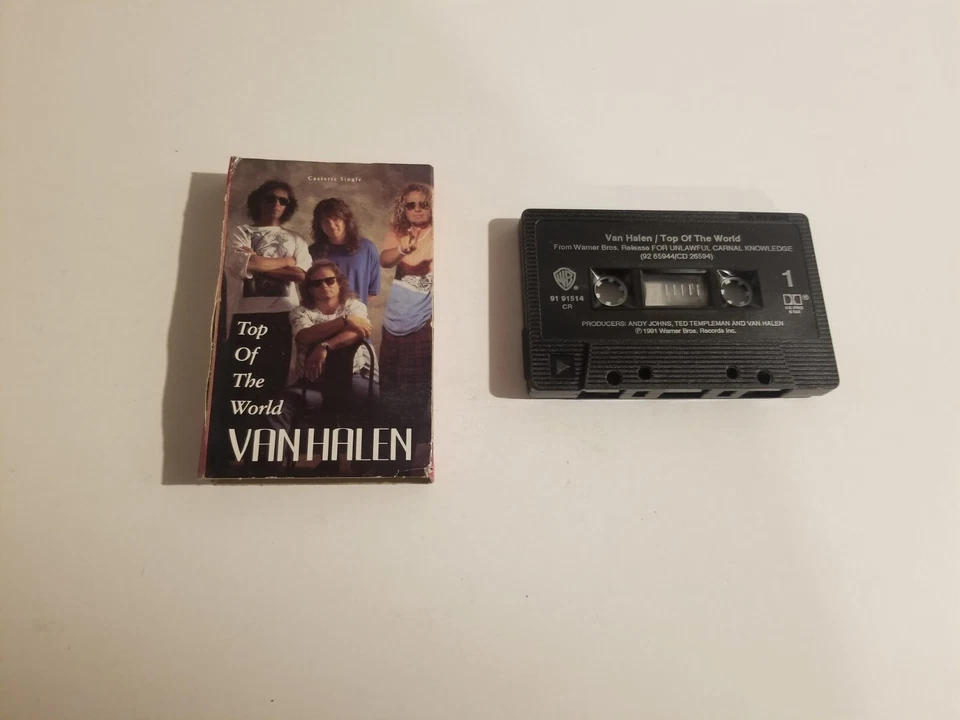 Cassette Single
Top
Of
The
World
VAN HALEN
Van Halen / Top Of The World
From Warner Bros. Release FOR UNLAWFUL CARNAL KNOWLEDGE
(92 65944/CD 26594)
WB
1
91 91514
CR
PRODUCERS: ANDY JOHNS, TED TEMPLEMAN AND VAN HALEN
℗ 1991 Warner Bros. Records Inc.